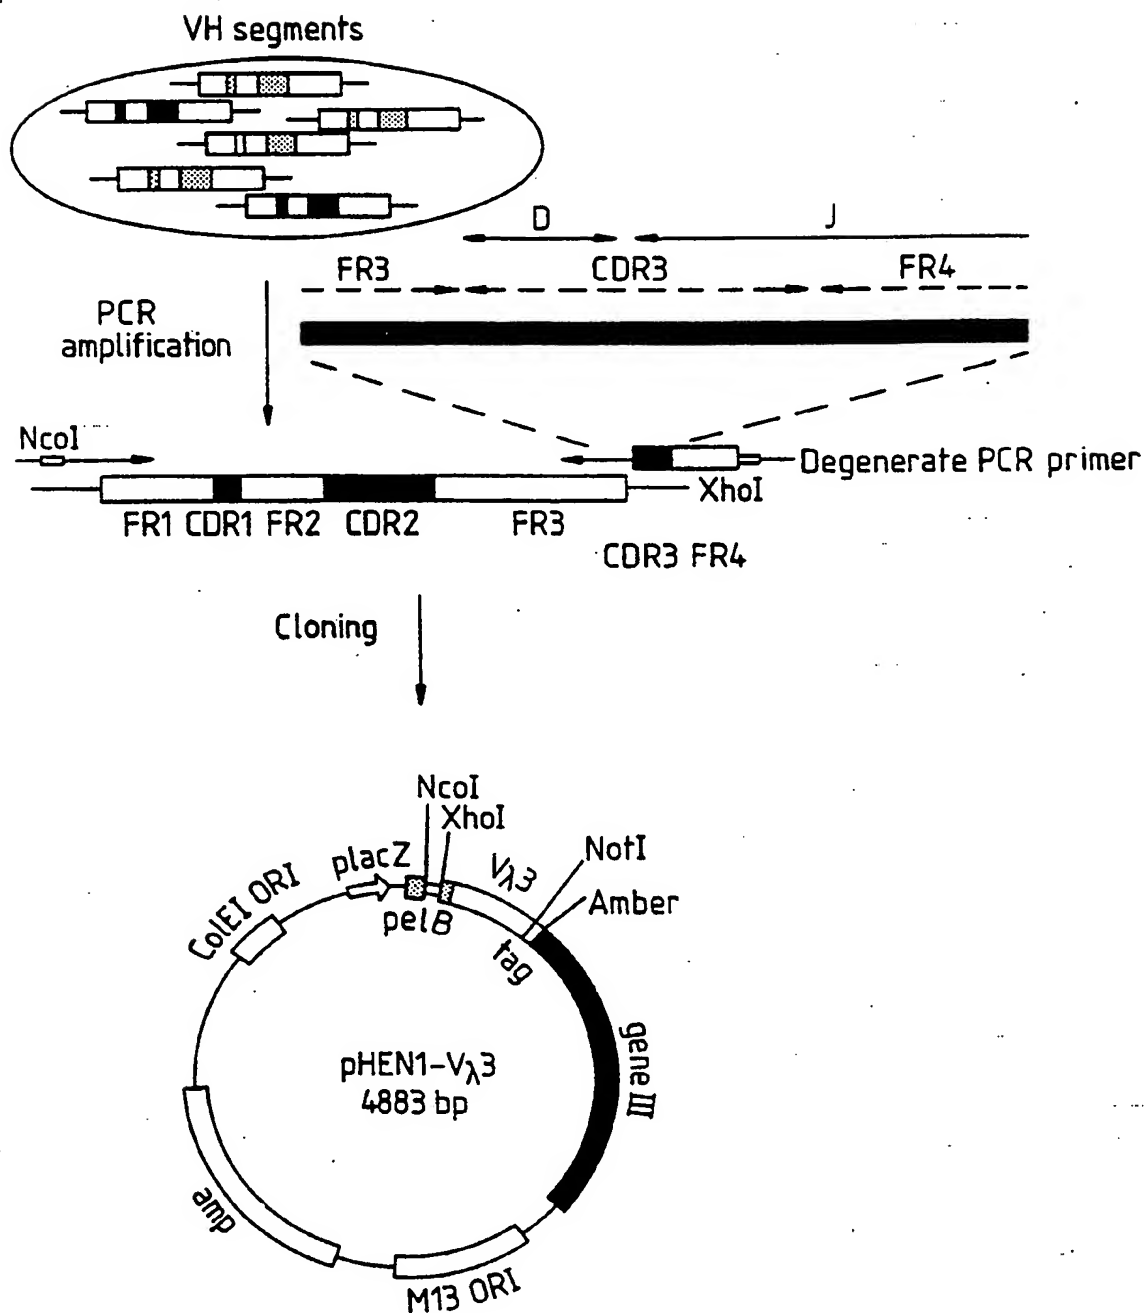 VH segments
D
J
FR3
CDR3
FR4
PCR
amplification
NcoI
Degenerate PCR primer
XhoI
FR1 CDR1 FR2 CDR2 FR3
CDR3 FR4
Cloning
NcoI
XhoI
placZ
Vλ3
NotI
Amber
ColEI ORI
pelB
tag
gene III
pHEN1-Vλ3
4883 bp
amp
M13 ORI